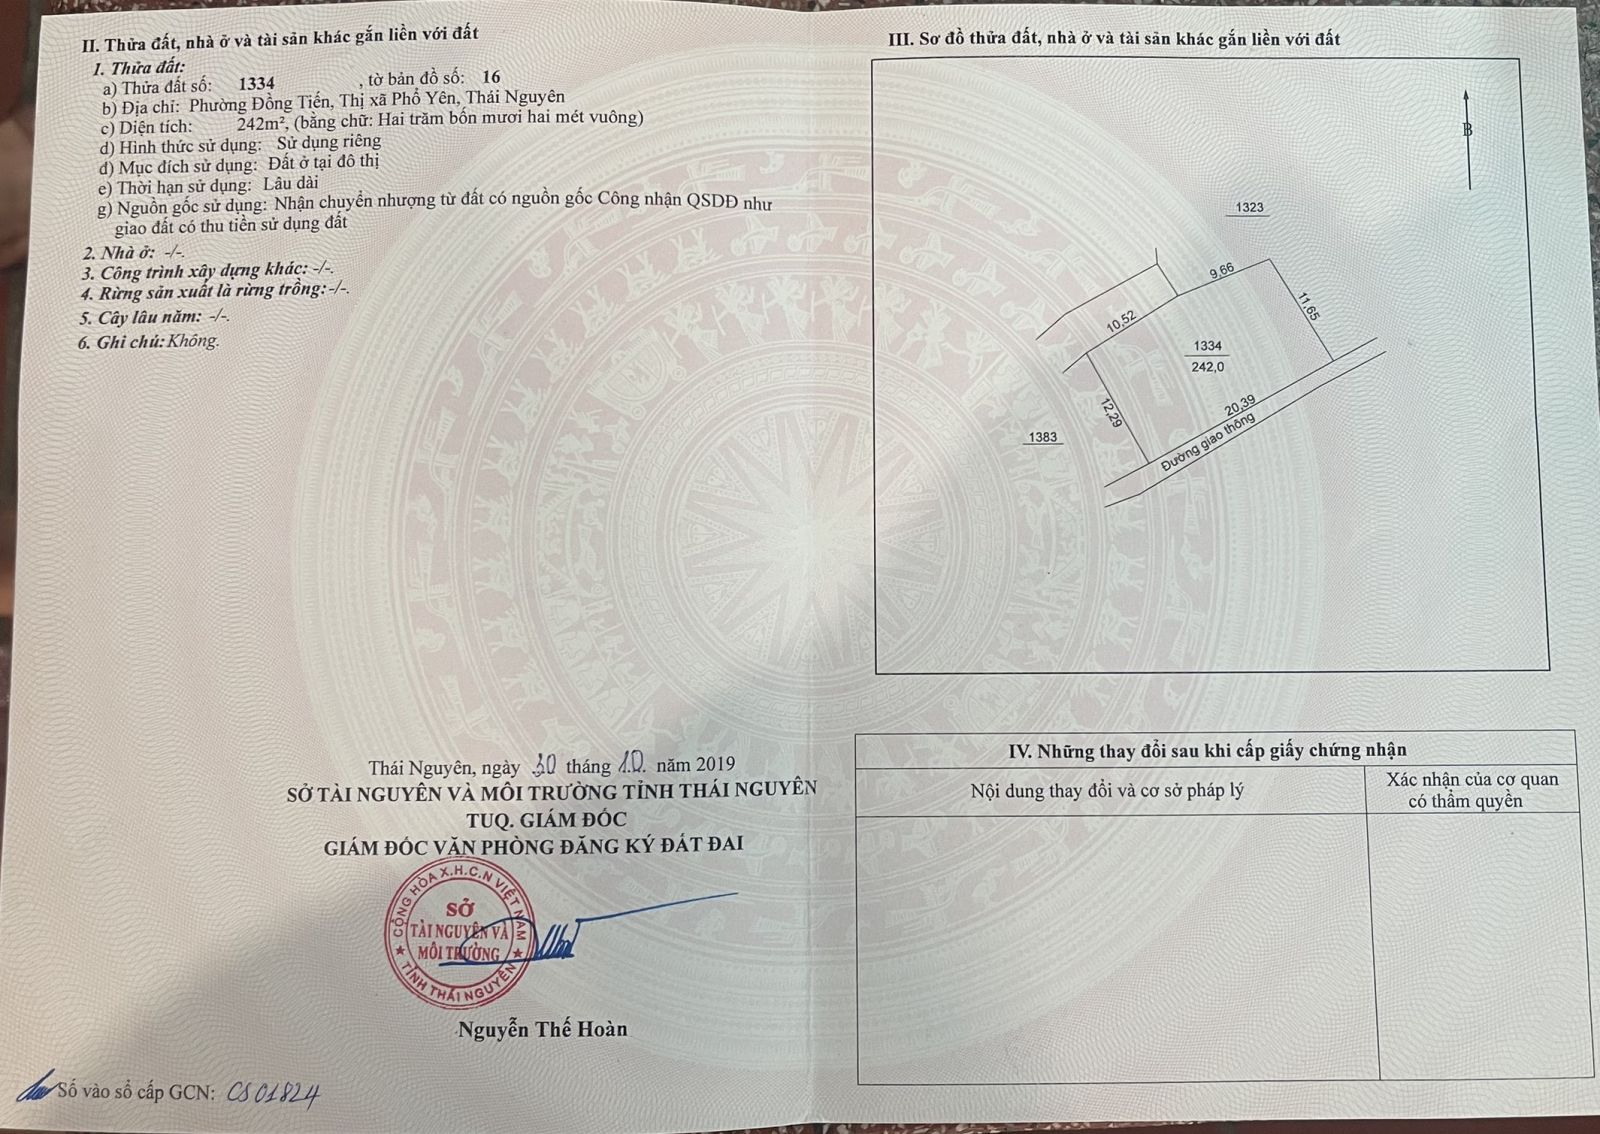 II. Thửa đất, nhà ở và tài sản khác gắn liền với đất
1. Thửa đất:
a) Thửa đất số: 1334 , tờ bản đồ số: 16
b) Địa chỉ: Phường Đồng Tiến, Thị xã Phổ Yên, Thái Nguyên
c) Diện tích: 242m², (bằng chữ: Hai trăm bốn mươi hai mét vuông)
d) Hình thức sử dụng: Sử dụng riêng
đ) Mục đích sử dụng: Đất ở tại đô thị
e) Thời hạn sử dụng: Lâu dài
g) Nguồn gốc sử dụng: Nhận chuyển nhượng từ đất có nguồn gốc Công nhận QSDĐ như
giao đất có thu tiền sử dụng đất
2. Nhà ở: -/-.
3. Công trình xây dựng khác: -/-.
4. Rừng sản xuất là rừng trồng: -/-.
5. Cây lâu năm: -/-.
6. Ghi chú: Không.
Thái Nguyên, ngày 30 tháng 10 năm 2019
SỞ TÀI NGUYÊN VÀ MÔI TRƯỜNG TỈNH THÁI NGUYÊN
TUQ. GIÁM ĐỐC
GIÁM ĐỐC VĂN PHÒNG ĐĂNG KÝ ĐẤT ĐAI
CỘNG HÒA X.H.C.N VIỆT NAM
SỞ
TÀI NGUYÊN VÀ
MÔI TRƯỜNG
TỈNH THÁI NGUYÊN
Nguyễn Thế Hoàn
Số vào sổ cấp GCN: CS01824
III. Sơ đồ thửa đất, nhà ở và tài sản khác gắn liền với đất
B
1323
9,66
11,65
10,52
1334
242,0
12,29
20,39
Đường giao thông
1383
IV. Những thay đổi sau khi cấp giấy chứng nhận
Nội dung thay đổi và cơ sở pháp lý
Xác nhận của cơ quan
có thẩm quyền